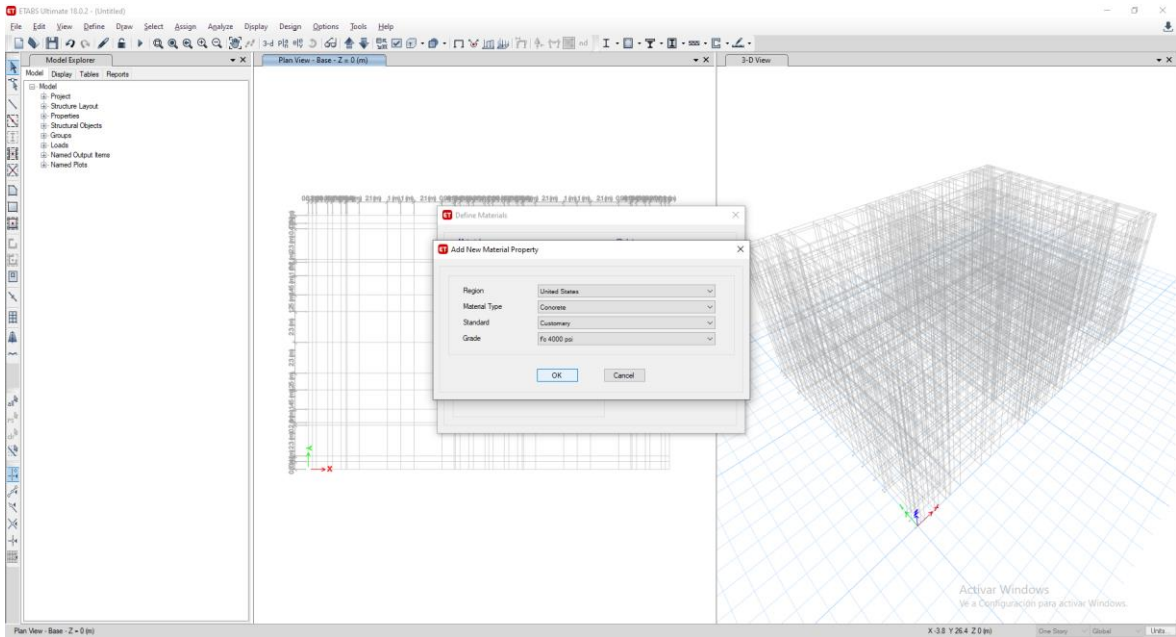 ETABS Ultimate 18.0.2 - (Untitled)
File Edit View Define Draw Select Assign Analyze Display Design Options Tools Help
Model Explorer
Plan View - Base - Z = 0 (m)
3-D View
Model Display Tables Reports
Model
Project
Structure Layout
Properties
Structural Objects
Groups
Loads
Named Output Items
Named Plots
Define Materials
Add New Material Property
Region United States
Material Type Concrete
Standard Customary
Grade f'c 4000 psi
OK Cancel
X
Activar Windows
Ve a Configuración para activar Windows.
Plan View - Base - Z = 0 (m)
X -3.8 Y 26.4 Z 0 (m) One Story Global Units...